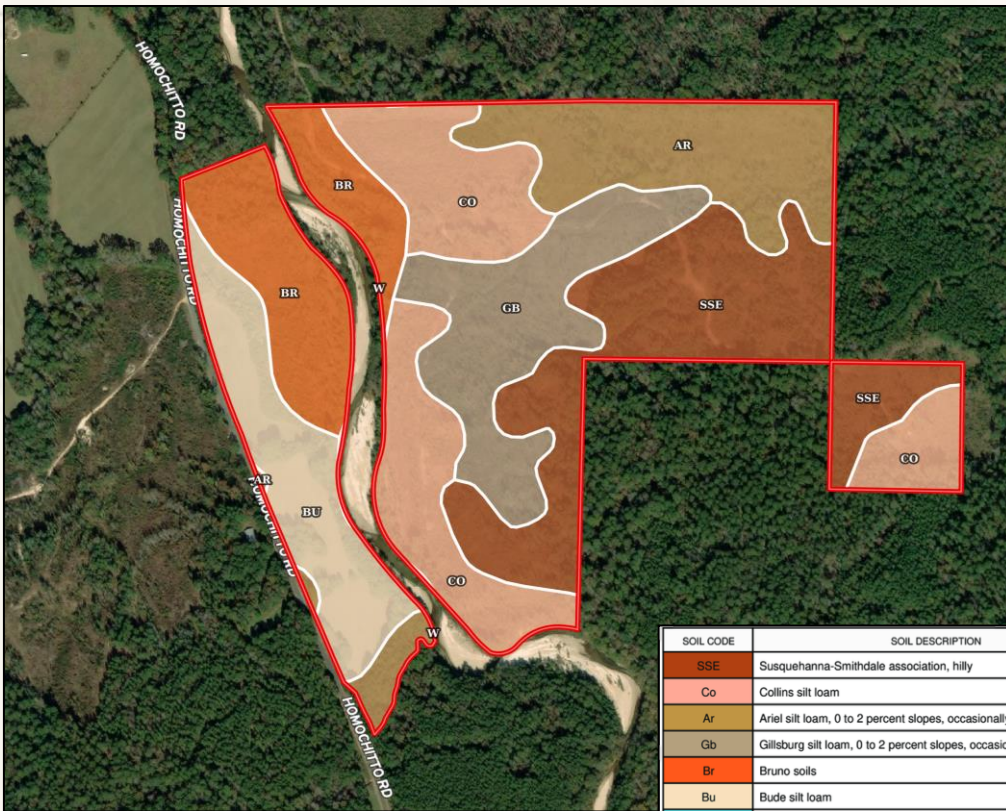 HOMOCHITTO RD
BR
AR
CO
HOMOCHITTO RD
BR
W
GB
SSE
SSE
CO
AR
BU
HOMOCHITTO RD
CO
W
HOMOCHITTO RD
SOIL CODE SOIL DESCRIPTION
SSE Susquehanna-Smithdale association, hilly
Co Collins silt loam
Ar Ariel silt loam, 0 to 2 percent slopes, occasionally
Gb Gillsburg silt loam, 0 to 2 percent slopes, occasio
Br Bruno soils
Bu Bude silt loam